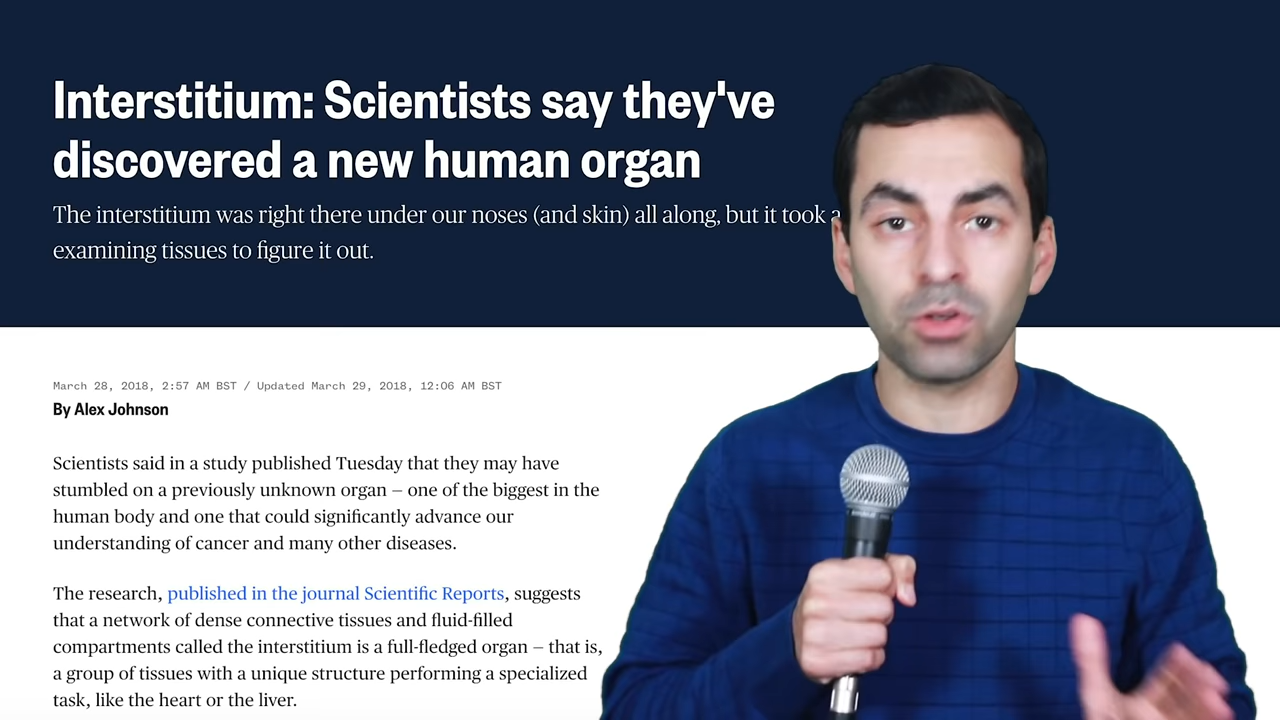 Interstitium: Scientists say they've
discovered a new human organ
The interstitium was right there under our noses (and skin) all along, but it took a
examining tissues to figure it out.
March 28, 2018, 2:57 AM BST / Updated March 29, 2018, 12:06 AM BST
By Alex Johnson
Scientists said in a study published Tuesday that they may have
stumbled on a previously unknown organ — one of the biggest in the
human body and one that could significantly advance our
understanding of cancer and many other diseases.
The research, published in the journal Scientific Reports, suggests
that a network of dense connective tissues and fluid-filled
compartments called the interstitium is a full-fledged organ — that is,
a group of tissues with a unique structure performing a specialized
task, like the heart or the liver.